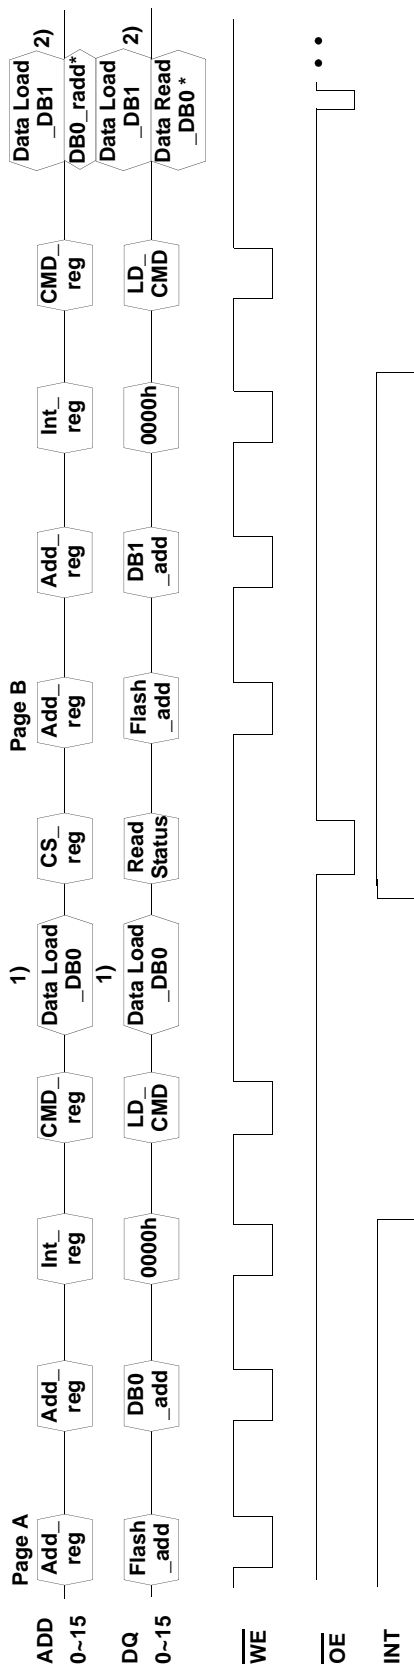 Page A
Page B
1)
2)
ADD
0~15
Add_
reg
Add_
reg
Int_
reg
CMD_
reg
Data Load
_DB0
CS_
reg
Add_
reg
Add_
reg
Int_
reg
CMD_
reg
Data Load
_DB1
DB0_radd*
1)
2)
DQ
0~15
Flash
_add
DB0
_add
0000h
LD_
CMD
Data Load
_DB0
Read
Status
Flash
_add
DB1
_add
0000h
LD_
CMD
Data Load
_DB1
Data Read
_DB0 *
WE
OE
INT